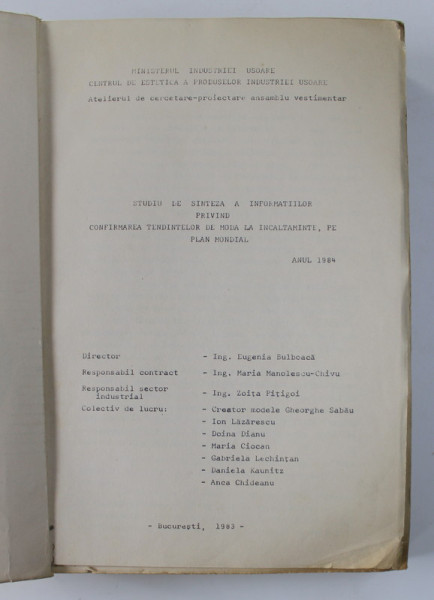 MINISTERUL INDUSTRIEI USOARE
CENTRUL DE ESTETICA A PRODUSELOR INDUSTRIEI USOARE
Atelierul de cercetare-proiectare ansamblu vestimentar
STUDIU DE SINTEZA A INFORMATIILOR
PRIVIND
CONFIRMAREA TENDINTELOR DE MODA LA INCALTAMINTE, PE
PLAN MONDIAL
ANUL 1984
Director - Ing. Eugenia Bulboacă
Responsabil contract - Ing. Maria Manolescu-Chivu
Responsabil sector
industrial - Ing. Zoița Pițigoi
Colectiv de lucru: - Creator modele Gheorghe Sabău
- Ion Lăzărescu
- Doina Dianu
- Maria Ciocan
- Gabriela Lechintan
- Daniela Kaunitz
- Anca Chideanu
- București, 1983 -